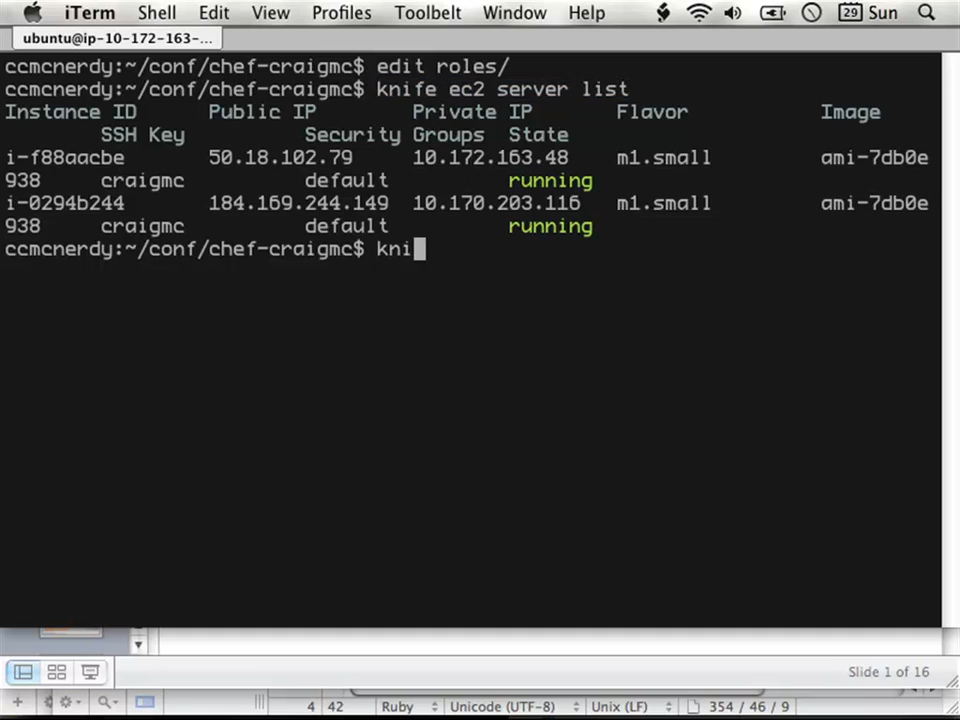 iTerm Shell Edit View Profiles Toolbelt Window Help 29 Sun
ubuntu@ip-10-172-163-...
ccmcnerdy:~/conf/chef-craigmc$ edit roles/
ccmcnerdy:~/conf/chef-craigmc$ knife ec2 server list
Instance ID Public IP Private IP Flavor Image
SSH Key Security Groups State
i-f88aacbe 50.18.102.79 10.172.163.48 m1.small ami-7db0e
938 craigmc default running
i-0294b244 184.169.244.149 10.170.203.116 m1.small ami-7db0e
938 craigmc default running
ccmcnerdy:~/conf/chef-craigmc$ kni
Slide 1 of 16
4 42 Ruby Unicode (UTF-8) Unix (LF) 354 / 46 / 9